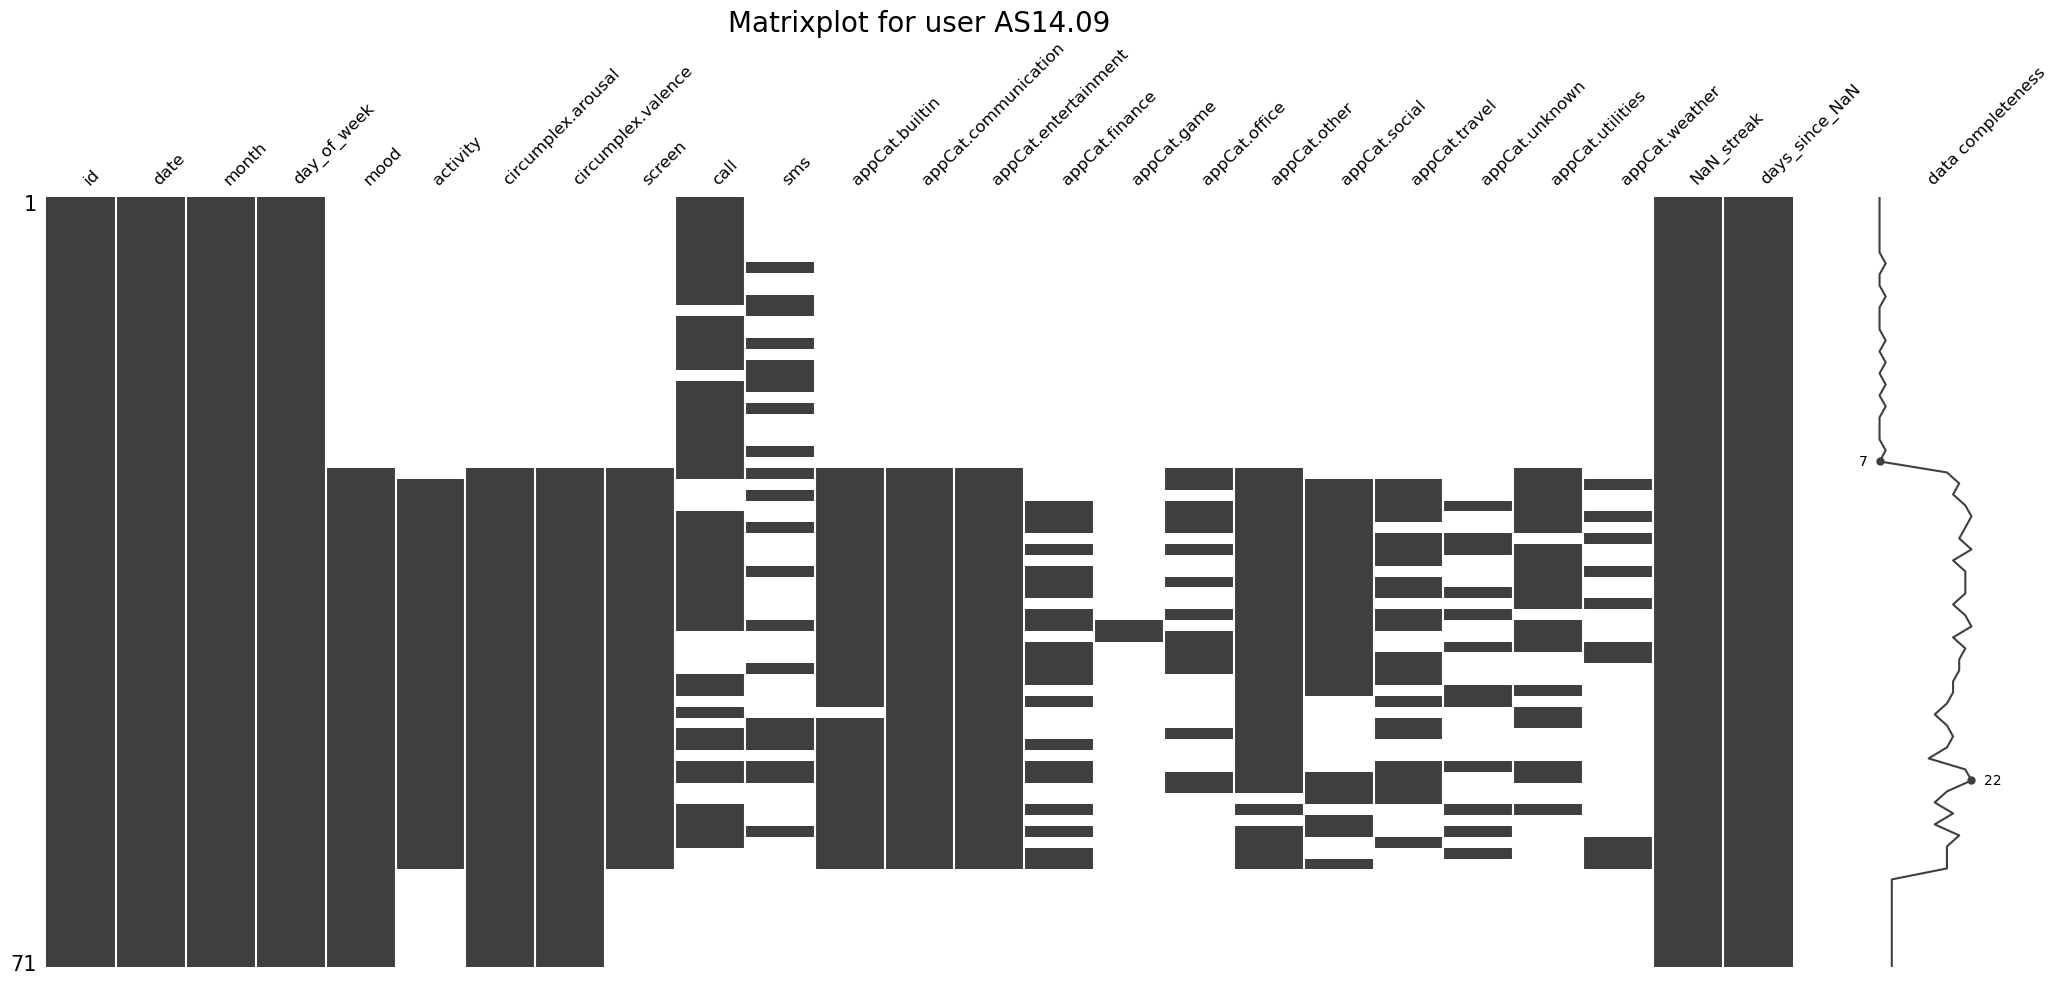 Matrixplot for user AS14.09
id
date
month
day_of_week
mood
activity
circumplex.arousal
circumplex.valence
screen
call
sms
appCat.builtin
appCat.communication
appCat.entertainment
appCat.finance
appCat.game
appCat.office
appCat.other
appCat.social
appCat.travel
appCat.unknown
appCat.utilities
appCat.weather
NaN_streak
days_since_NaN
data completeness
1
7
22
71